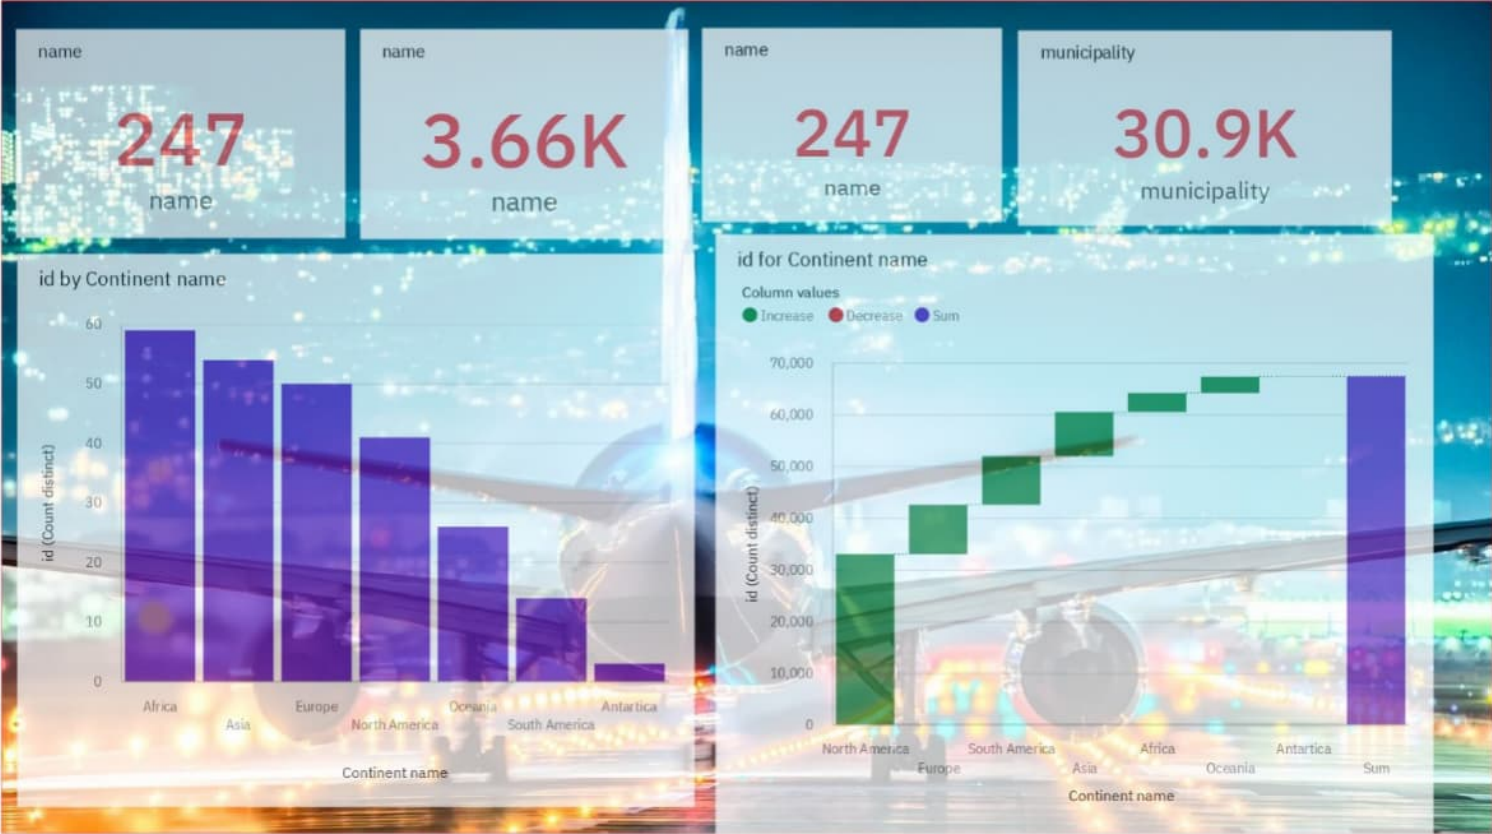 name
247
name
name
3.66K
name
name
247
name
municipality
30.9K
municipality
id by Continent name
id (Count distinct)
60
50
40
30
20
10
0
Africa
Asia
Europe
North America
Oceania
South America
Antartica
Continent name
id for Continent name
Column values
Increase Decrease Sum
id (Count distinct)
70,000
60,000
50,000
40,000
30,000
20,000
10,000
0
North America
Europe
South America
Asia
Africa
Oceania
Antartica
Sum
Continent name